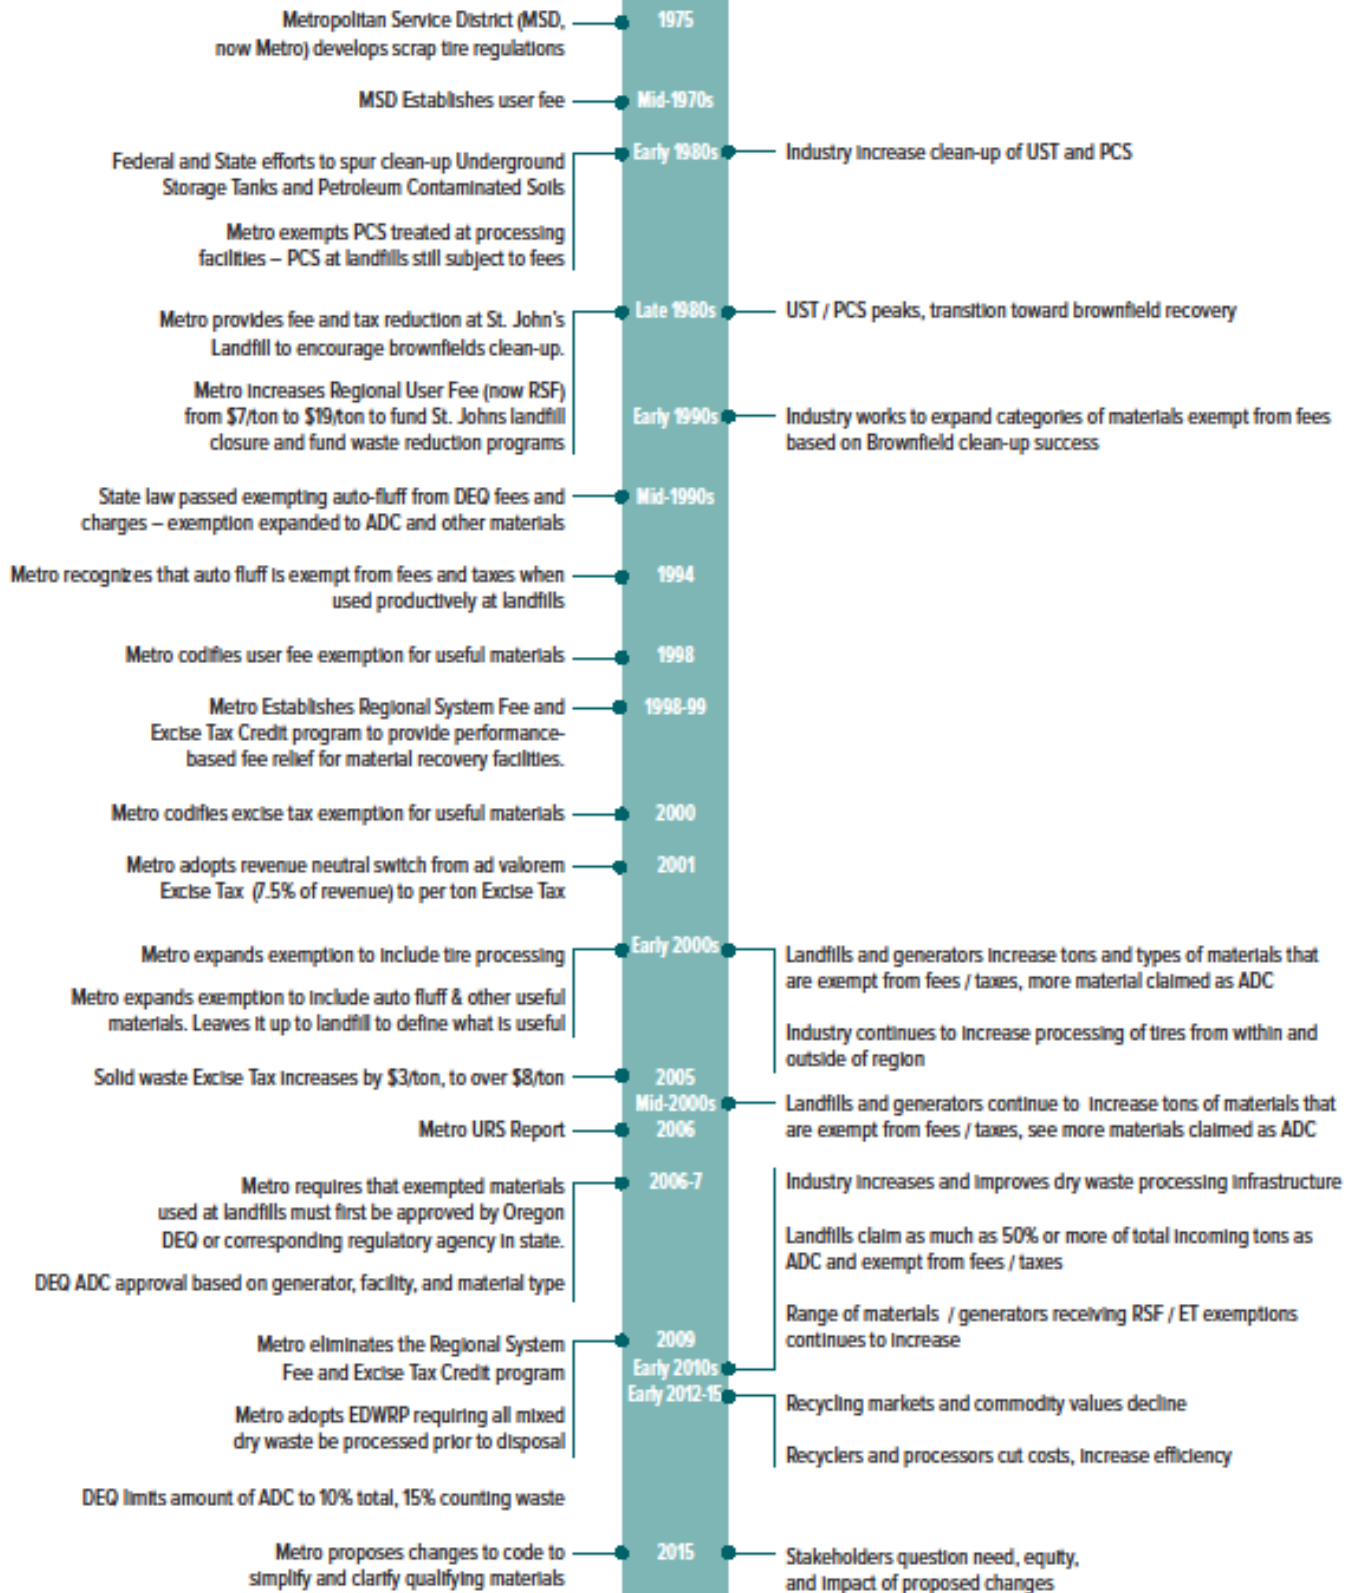 Metropolitan Service District (MSD,
now Metro) develops scrap tire regulations
1975
MSD Establishes user fee
Mid-1970s
Federal and State efforts to spur clean-up Underground
Storage Tanks and Petroleum Contaminated Soils
Metro exempts PCS treated at processing
facilities – PCS at landfills still subject to fees
Early 1980s
Industry increase clean-up of UST and PCS
Metro provides fee and tax reduction at St. John's
Landfill to encourage brownfields clean-up.
Metro increases Regional User Fee (now RSF)
from $7/ton to $19/ton to fund St. Johns landfill
closure and fund waste reduction programs
Late 1980s
UST / PCS peaks, transition toward brownfield recovery
Early 1990s
Industry works to expand categories of materials exempt from fees
based on Brownfield clean-up success
State law passed exempting auto-fluff from DEQ fees and
charges – exemption expanded to ADC and other materials
Mid-1990s
Metro recognizes that auto fluff is exempt from fees and taxes when
used productively at landfills
1994
Metro codifies user fee exemption for useful materials
1998
Metro Establishes Regional System Fee and
Excise Tax Credit program to provide performance-
based fee relief for material recovery facilities.
1998-99
Metro codifies excise tax exemption for useful materials
2000
Metro adopts revenue neutral switch from ad valorem
Excise Tax (7.5% of revenue) to per ton Excise Tax
2001
Metro expands exemption to include tire processing
Metro expands exemption to include auto fluff & other useful
materials. Leaves it up to landfill to define what is useful
Early 2000s
Landfills and generators increase tons and types of materials that
are exempt from fees / taxes, more material claimed as ADC
Industry continues to increase processing of tires from within and
outside of region
Solid waste Excise Tax increases by $3/ton, to over $8/ton
2005
Mid-2000s
Landfills and generators continue to increase tons of materials that
are exempt from fees / taxes, see more materials claimed as ADC
Metro URS Report
2006
Metro requires that exempted materials
used at landfills must first be approved by Oregon
DEQ or corresponding regulatory agency in state.
DEQ ADC approval based on generator, facility, and material type
2006-7
Industry increases and improves dry waste processing infrastructure
Landfills claim as much as 50% or more of total incoming tons as
ADC and exempt from fees / taxes
Range of materials / generators receiving RSF / ET exemptions
continues to increase
Metro eliminates the Regional System
Fee and Excise Tax Credit program
Metro adopts EDWRP requiring all mixed
dry waste be processed prior to disposal
2009
Early 2010s
Early 2012-15
Recycling markets and commodity values decline
Recyclers and processors cut costs, increase efficiency
DEQ limits amount of ADC to 10% total, 15% counting waste
Metro proposes changes to code to
simplify and clarify qualifying materials
2015
Stakeholders question need, equity,
and impact of proposed changes